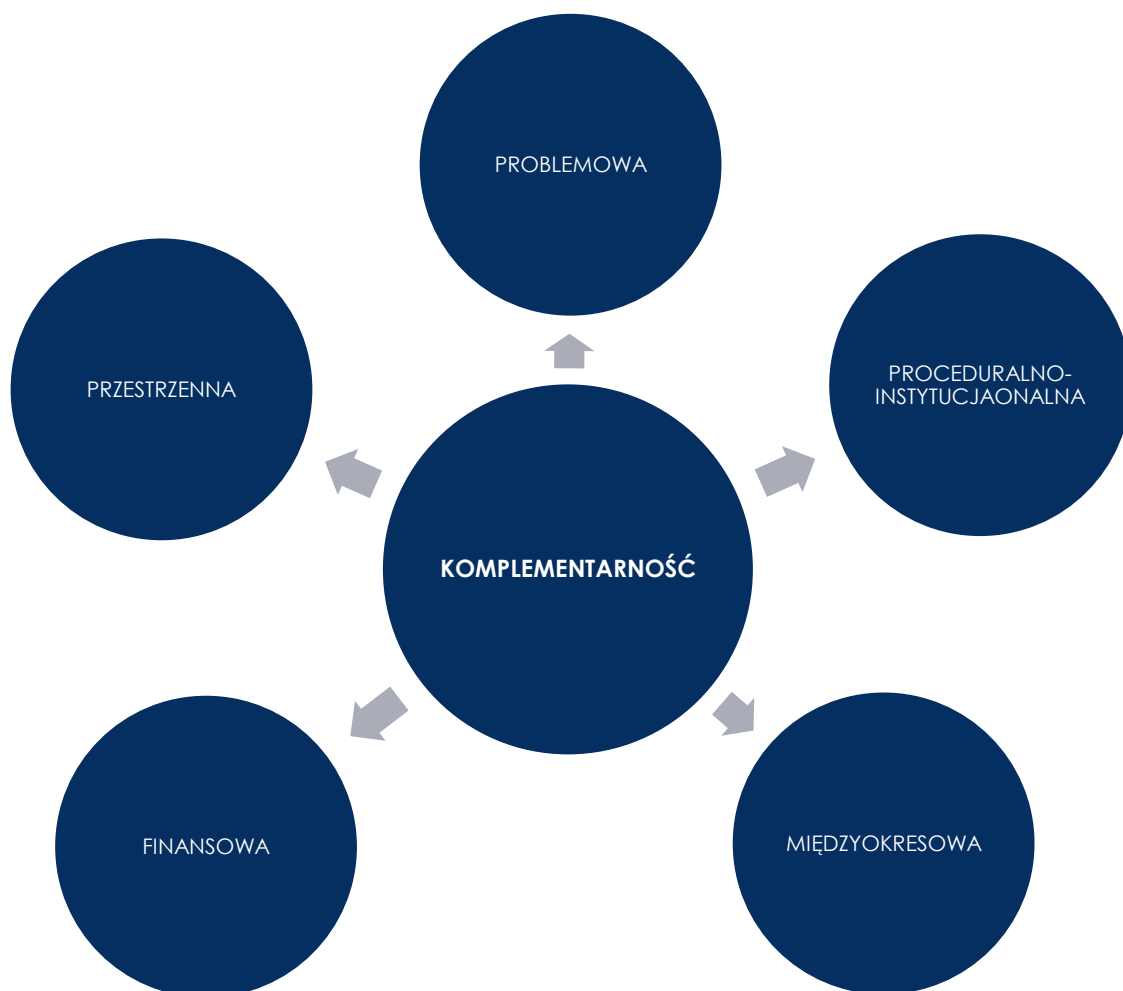 PROBLEMOWA
PRZESTRZENNA
PROCEDURALNO-
INSTYTUCJAONALNA
KOMPLEMENTARNOŚĆ
FINANSOWA
MIĘDZYOKRESOWA